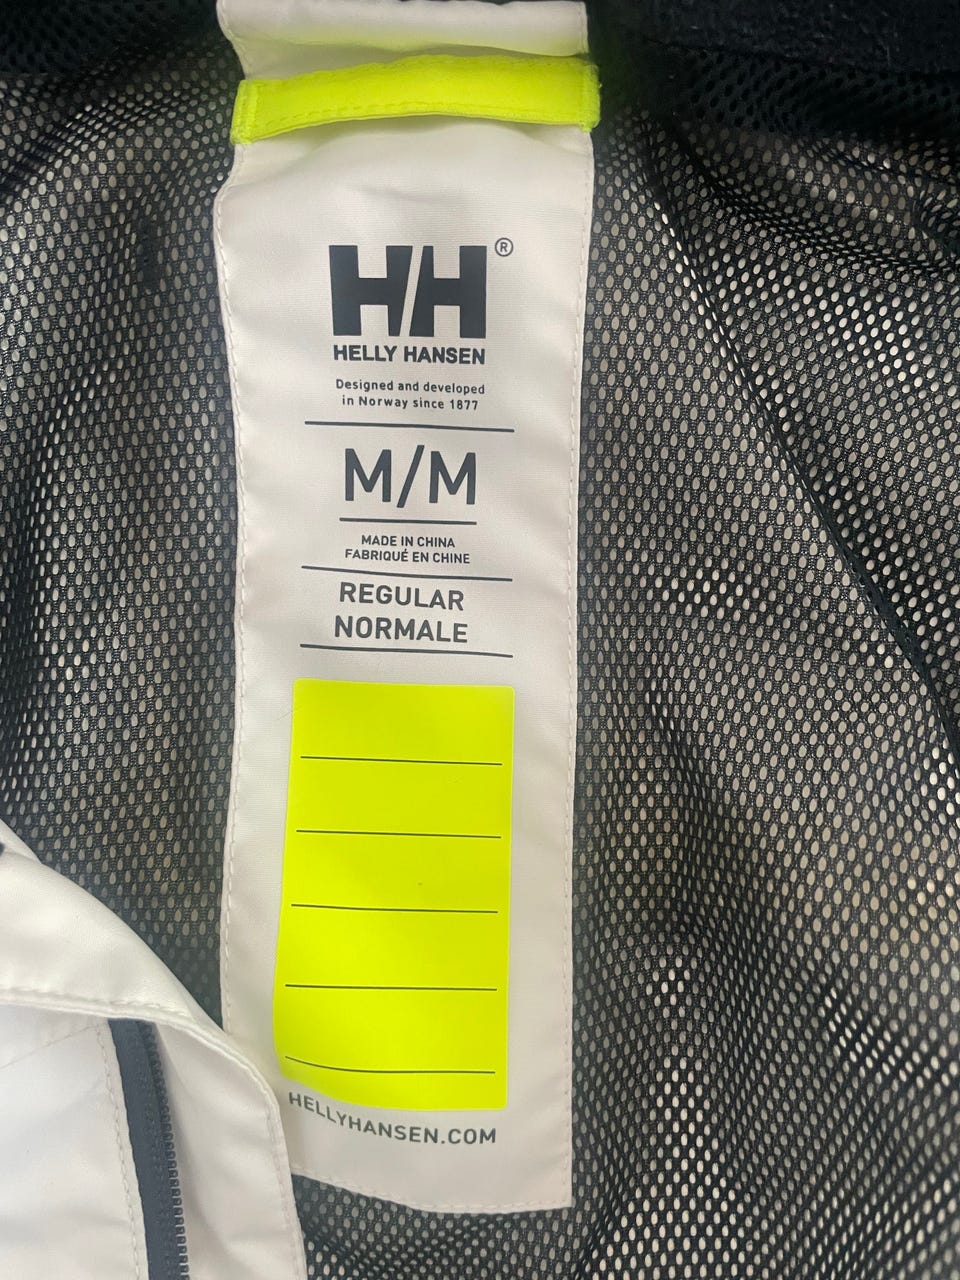 HH®
HELLY HANSEN
Designed and developed
in Norway since 1877
M/M
MADE IN CHINA
FABRIQUÉ EN CHINE
REGULAR
NORMALE
HELLYHANSEN.COM